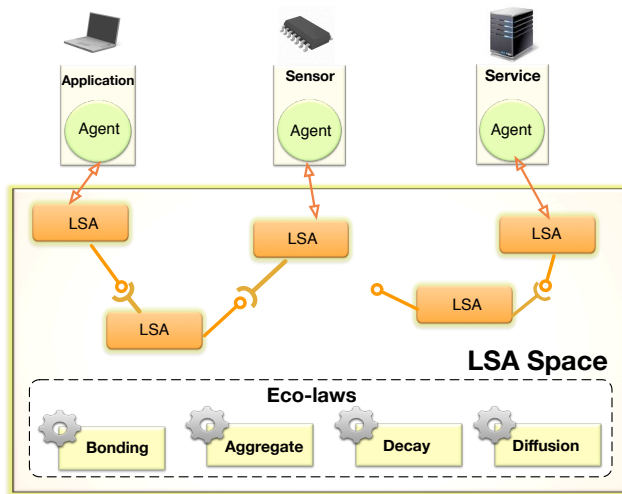 Application
Sensor
Service
Agent
Agent
Agent
LSA
LSA
LSA
LSA
LSA
LSA Space
Eco-laws
Bonding
Aggregate
Decay
Diffusion